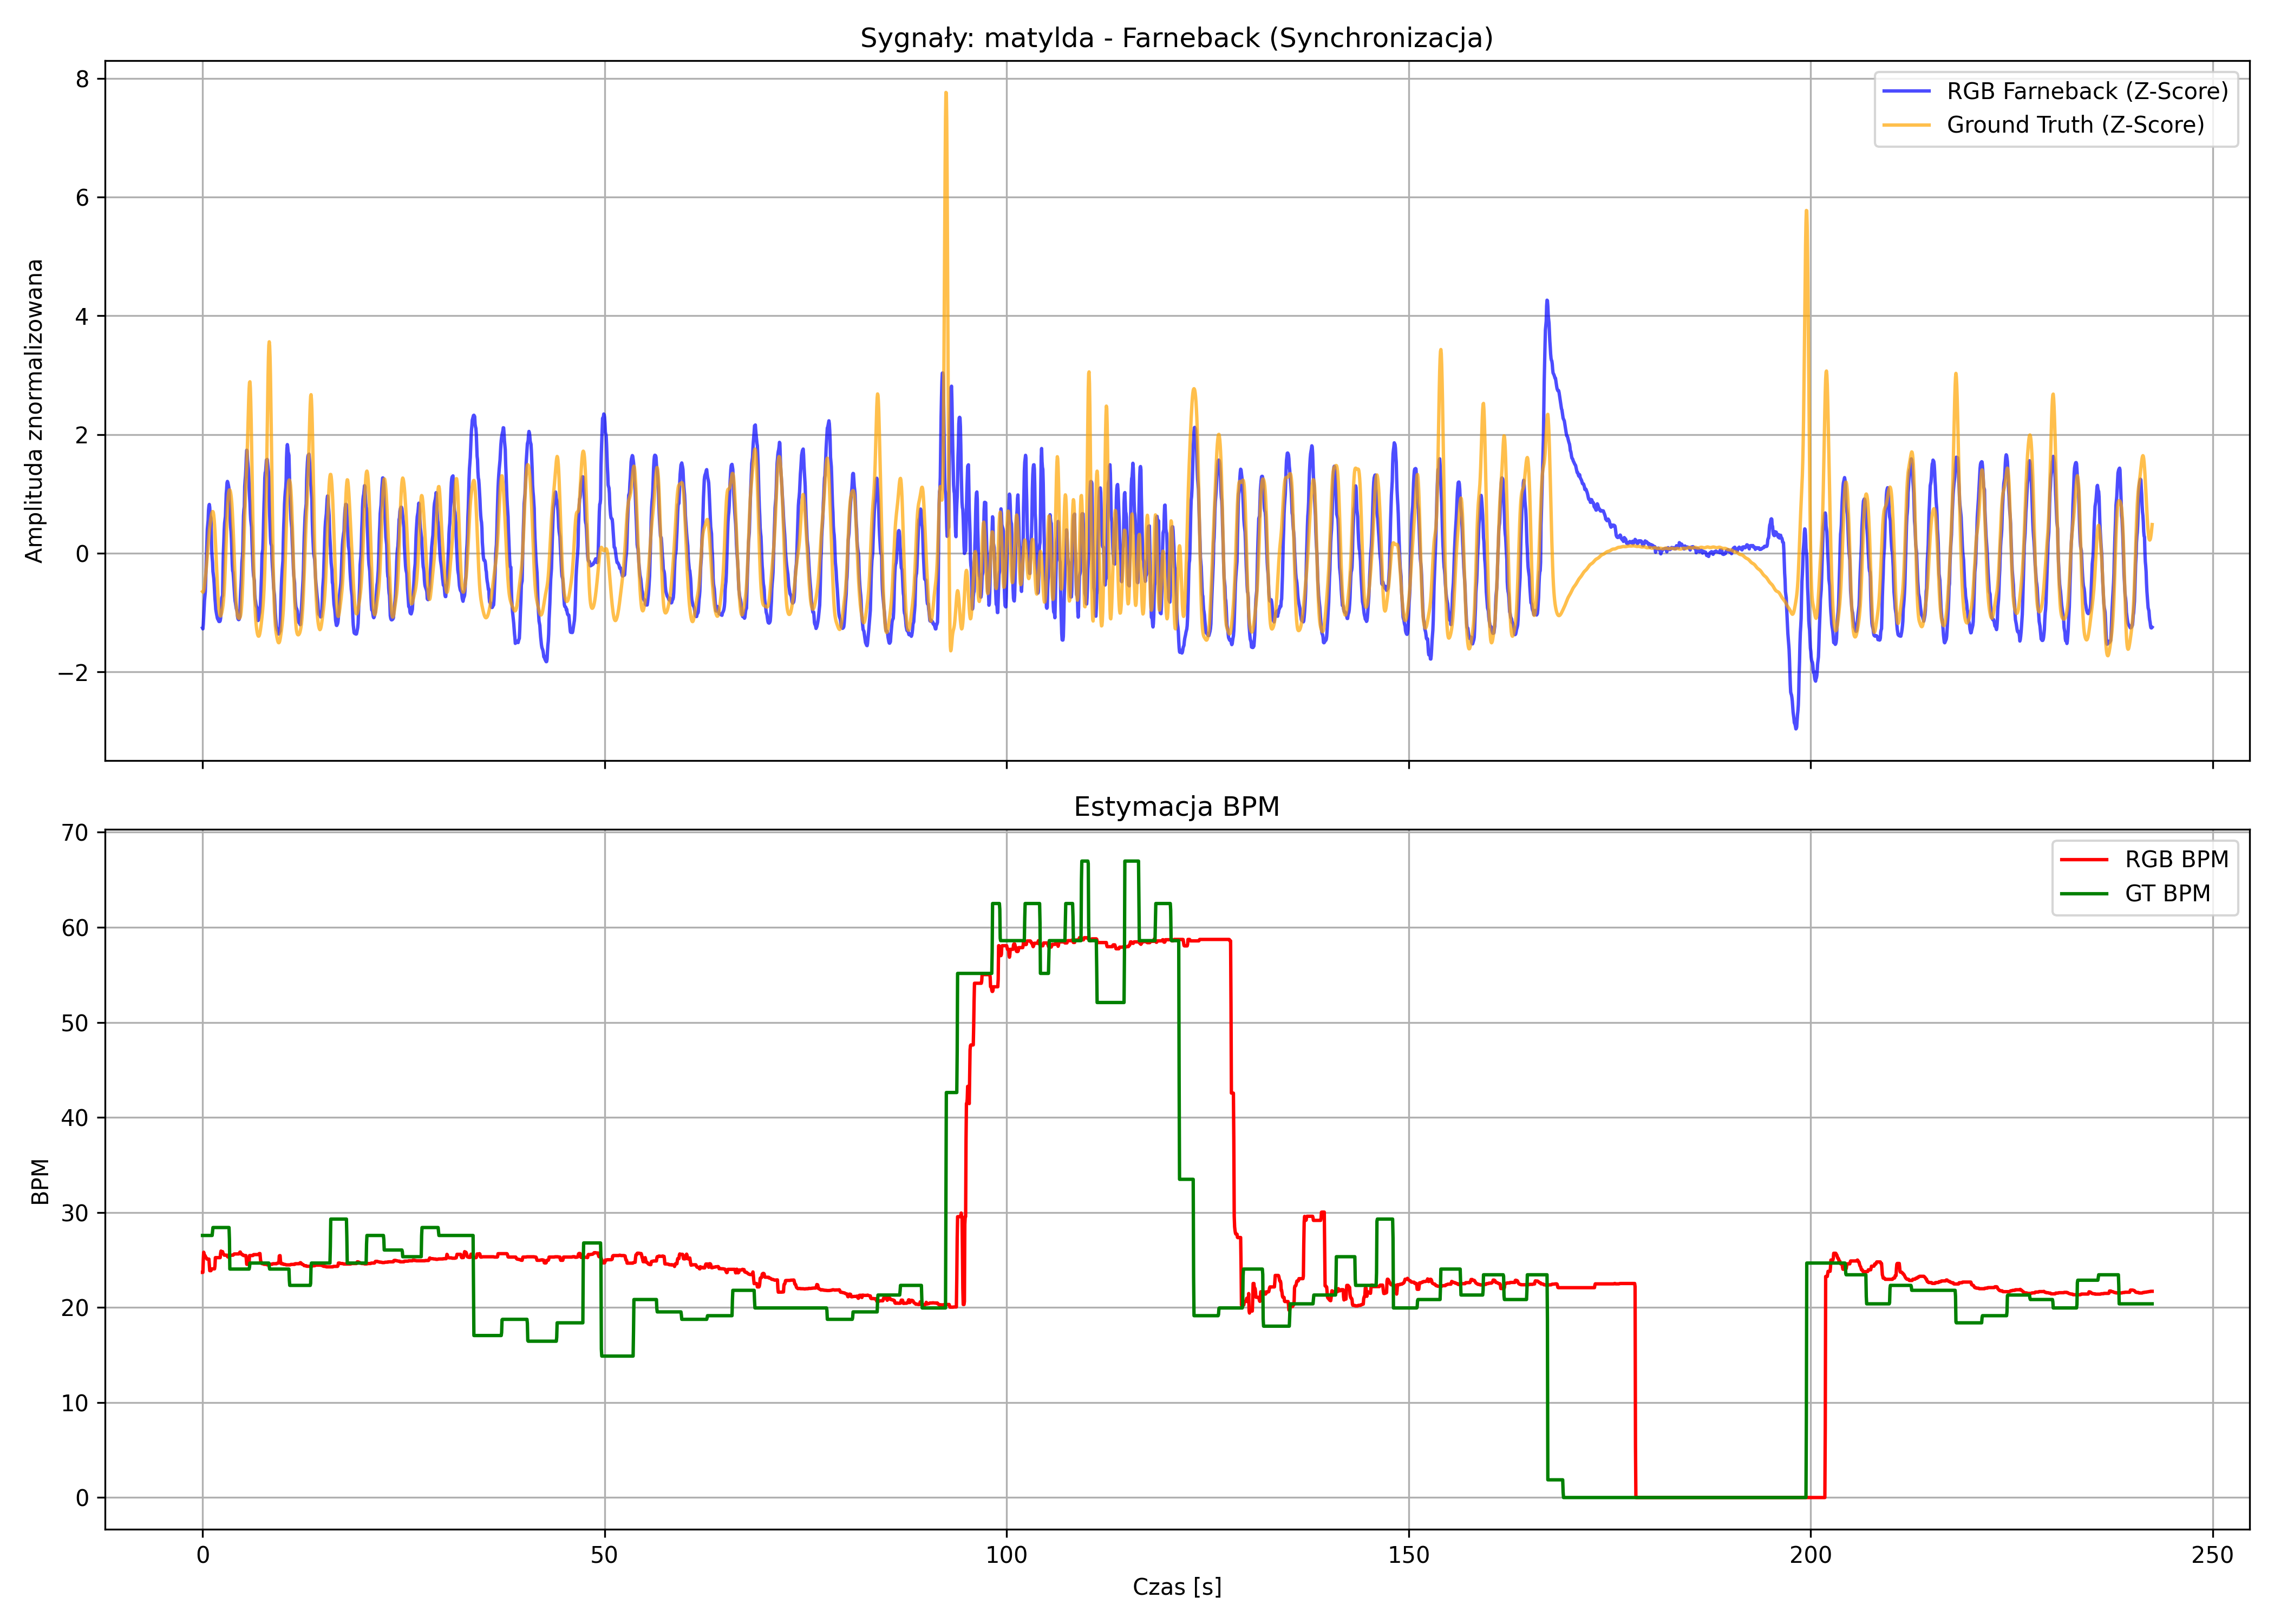 Sygnały: matylda - Farneback (Synchronizacja)
8
6
4
2
0
−2
Amplituda znormalizowana
RGB Farneback (Z-Score)
Ground Truth (Z-Score)
Estymacja BPM
70
60
50
40
30
20
10
0
BPM
RGB BPM
GT BPM
0
50
100
150
200
250
Czas [s]